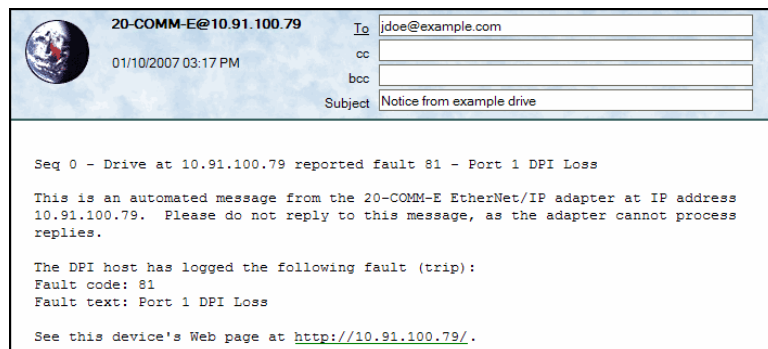 20-COMM-E@10.91.100.79
01/10/2007 03:17 PM
To jdoe@example.com
cc
bcc
Subject Notice from example drive
Seq 0 - Drive at 10.91.100.79 reported fault 81 - Port 1 DPI Loss
This is an automated message from the 20-COMM-E EtherNet/IP adapter at IP address
10.91.100.79.  Please do not reply to this message, as the adapter cannot process
replies.
The DPI host has logged the following fault (trip):
Fault code: 81
Fault text: Port 1 DPI Loss
See this device's Web page at http://10.91.100.79/.